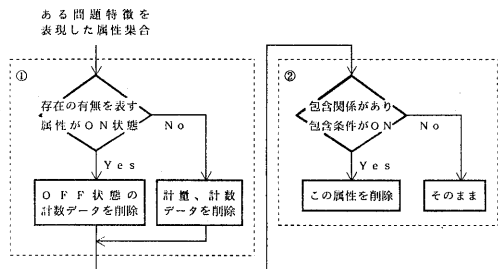 ある問題特徴を
表現した属性集合
①
存在の有無を表す
属性がON状態
No
Yes
OFF状態の
計数データを削除
計量、計数
データを削除
②
包含関係があり
包含条件がON
No
Yes
この属性を削除
そのまま